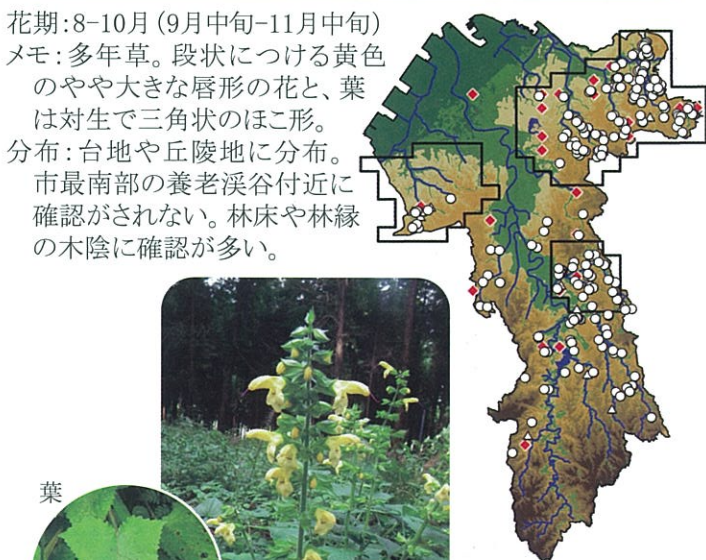 花期:8-10月(9月中旬-11月中旬)
メモ:多年草。段状につける黄色
のやや大きな唇形の花と、葉
は対生で三角状のほこ形。
分布:台地や丘陵地に分布。
市最南部の養老渓谷付近に
確認がされない。林床や林縁
の木陰に確認が多い。
葉